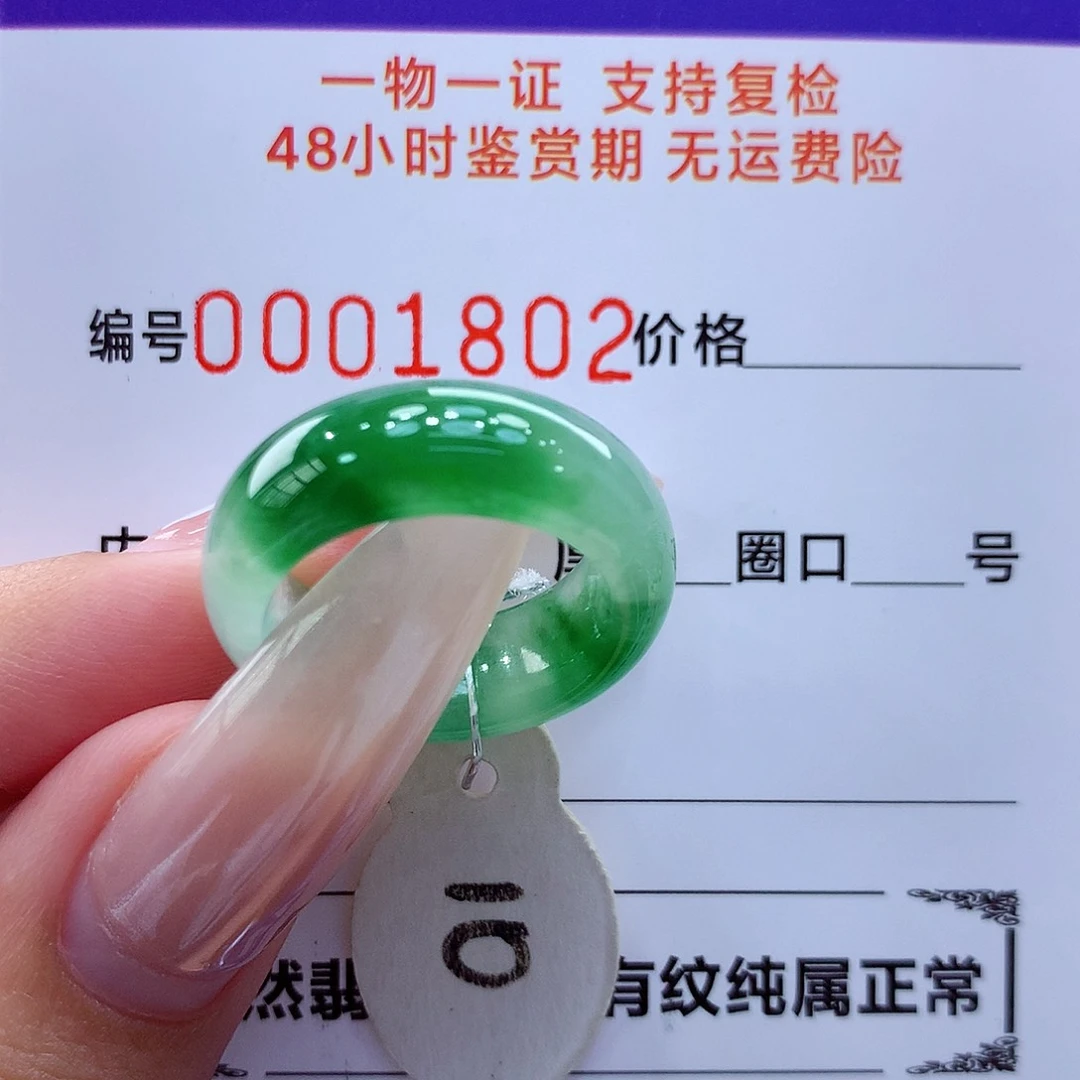 一物一证 支持复检
48小时鉴赏期 无运费险
编号0001802价格
圈口 号
10
然翡 有纹纯属正常